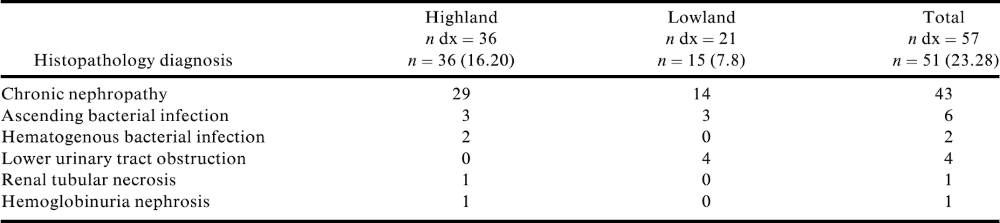 Highland Lowland Total
n dx = 36 n dx = 21 n dx = 57
Histopathology diagnosis n = 36 (16.20) n = 15 (7.8) n = 51 (23.28)
Chronic nephropathy 29 14 43
Ascending bacterial infection 3 3 6
Hematogenous bacterial infection 2 0 2
Lower urinary tract obstruction 0 4 4
Renal tubular necrosis 1 0 1
Hemoglobinuria nephrosis 1 0 1